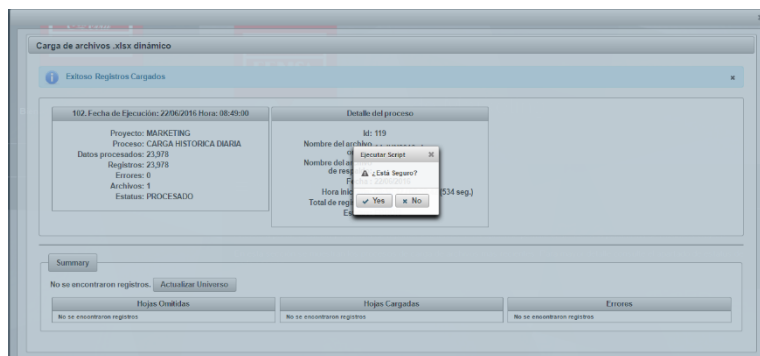 Carga de archivos .xlsx dinámico
Exitoso Registros Cargados
102. Fecha de Ejecución: 22/06/2016 Hora: 08:49:00
Proyecto: MARKETING
Proceso: CARGA HISTORICA DIARIA
Datos procesados: 23,978
Registros: 23,978
Errores: 0
Archivos: 1
Estatus: PROCESADO
Detalle del proceso
Id: 119
Nombre del archivo
Nombre del
de
Hora
(534 seg.)
Total de
Ejecutar Script
¿Está Seguro?
Yes
No
Summary
No se encontraron registros. Actualizar Universo
Hojas Omitidas
No se encontraron registros
Hojas Cargadas
No se encontraron registros
Errores
No se encontraron registros